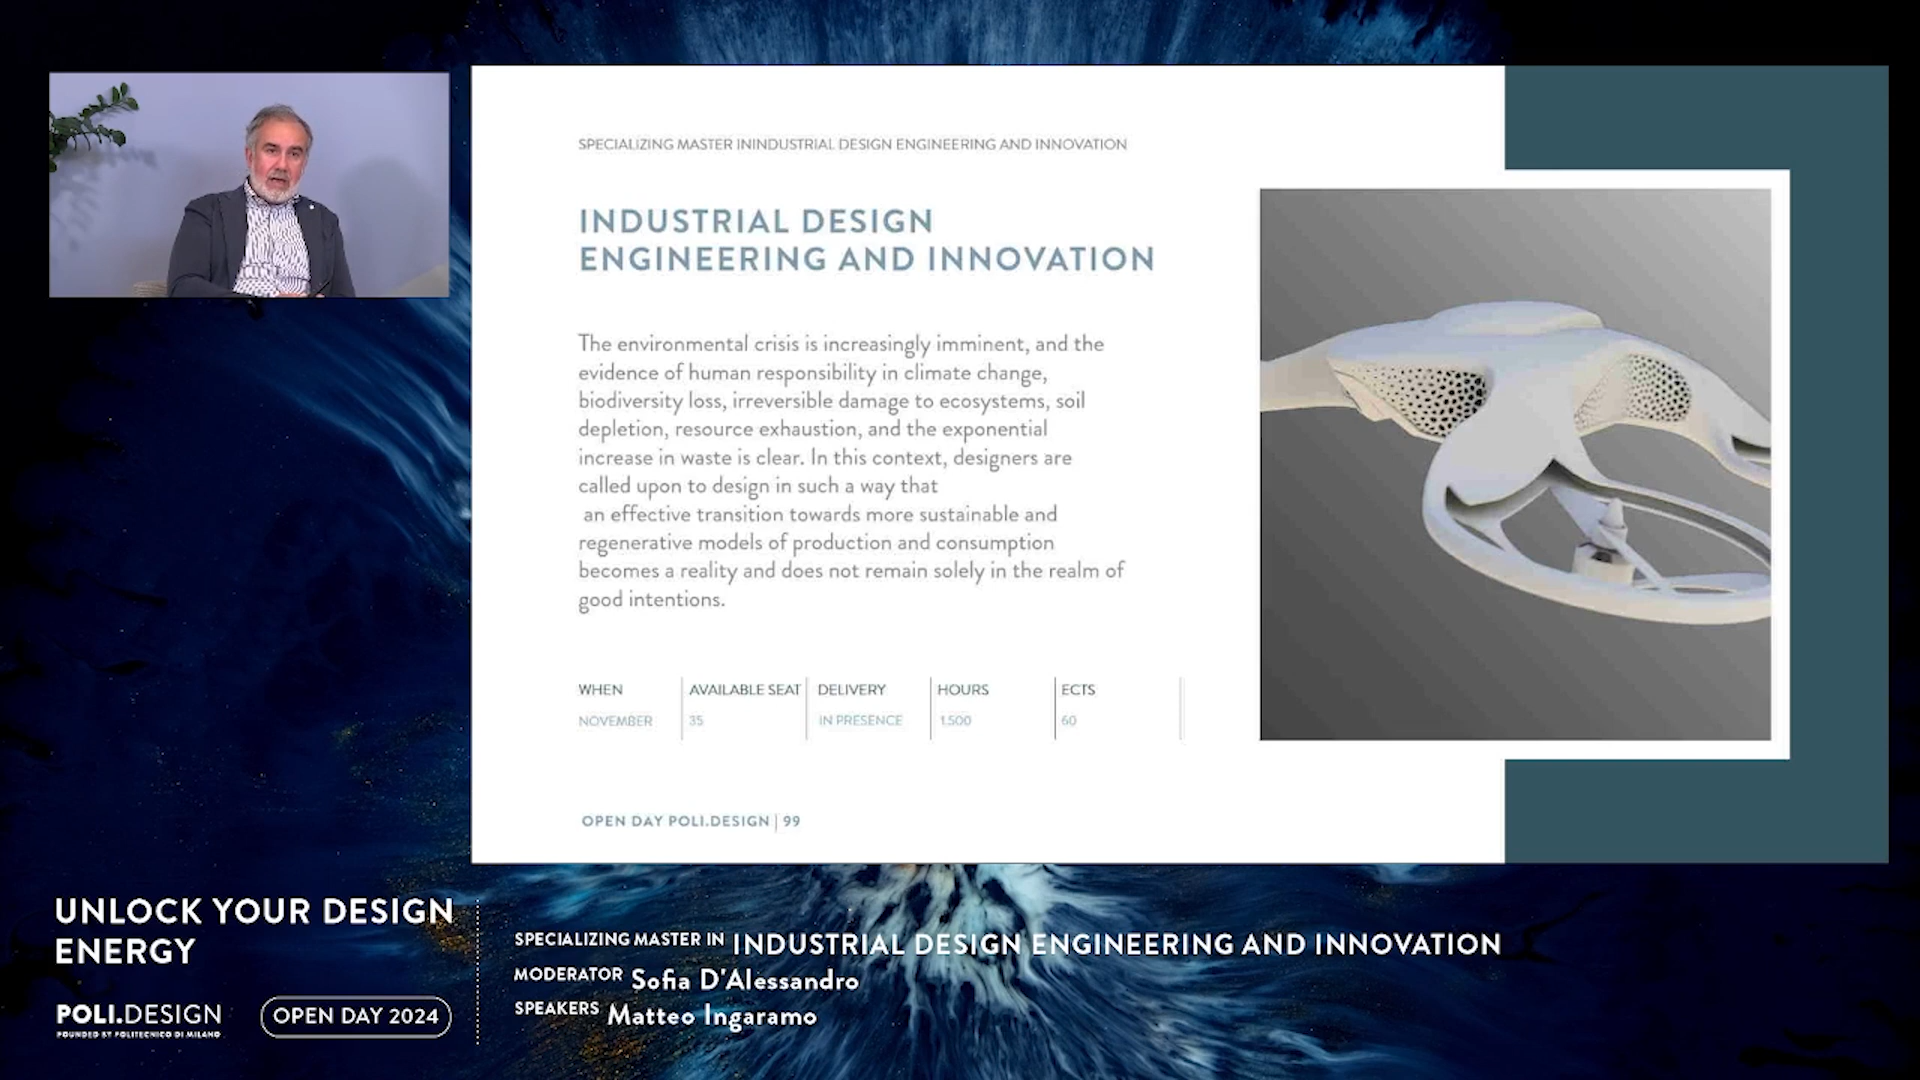 SPECIALIZING MASTER ININDUSTRIAL DESIGN ENGINEERING AND INNOVATION
INDUSTRIAL DESIGN
ENGINEERING AND INNOVATION
The environmental crisis is increasingly imminent, and the
evidence of human responsibility in climate change,
biodiversity loss, irreversible damage to ecosystems, soil
depletion, resource exhaustion, and the exponential
increase in waste is clear. In this context, designers are
called upon to design in such a way that
an effective transition towards more sustainable and
regenerative models of production and consumption
becomes a reality and does not remain solely in the realm of
good intentions.
WHEN AVAILABLE SEAT DELIVERY HOURS ECTS
NOVEMBER 35 IN PRESENCE 1.500 60
OPEN DAY POLI.DESIGN | 99
UNLOCK YOUR DESIGN
ENERGY
POLI.DESIGN
FOUNDED BY POLITECNICO DI MILANO
OPEN DAY 2024
SPECIALIZING MASTER IN INDUSTRIAL DESIGN ENGINEERING AND INNOVATION
MODERATOR Sofia D'Alessandro
SPEAKERS Matteo Ingaramo